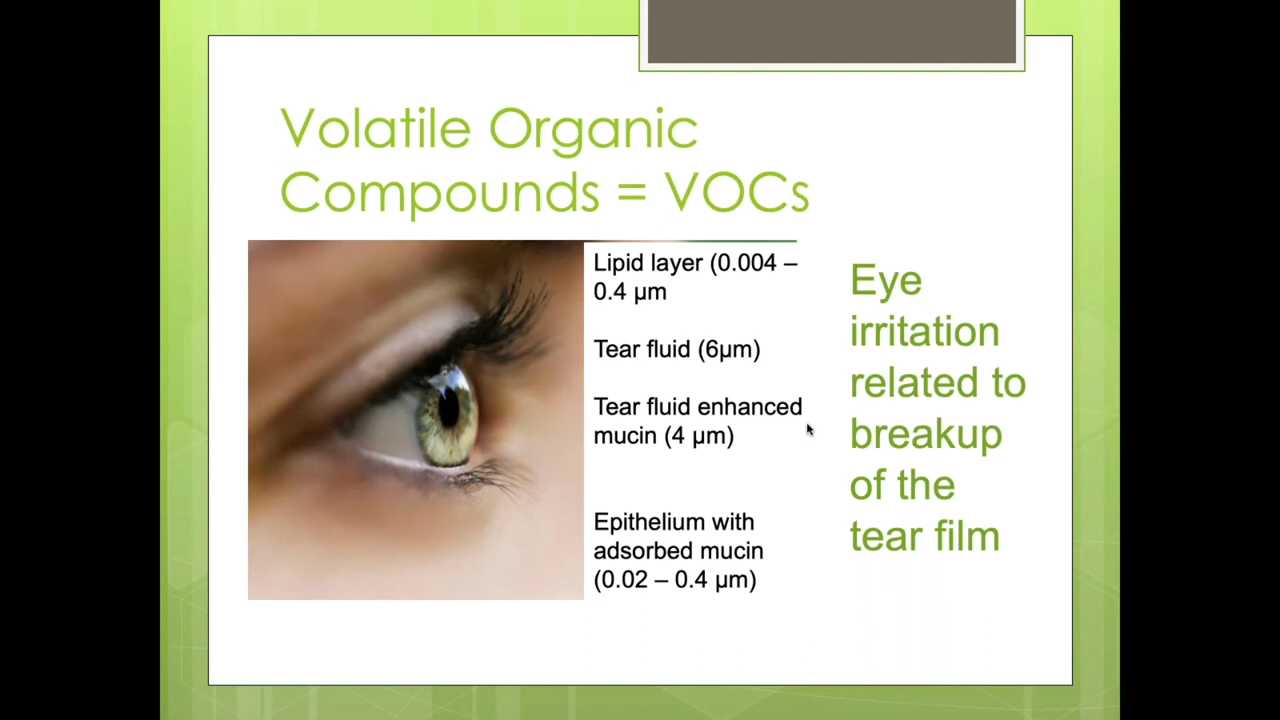 Volatile Organic
Compounds = VOCs
Lipid layer (0.004 –
0.4 μm
Tear fluid (6μm)
Tear fluid enhanced
mucin (4 μm)
Epithelium with
adsorbed mucin
(0.02 – 0.4 μm)
Eye
irritation
related to
breakup
of the
tear film